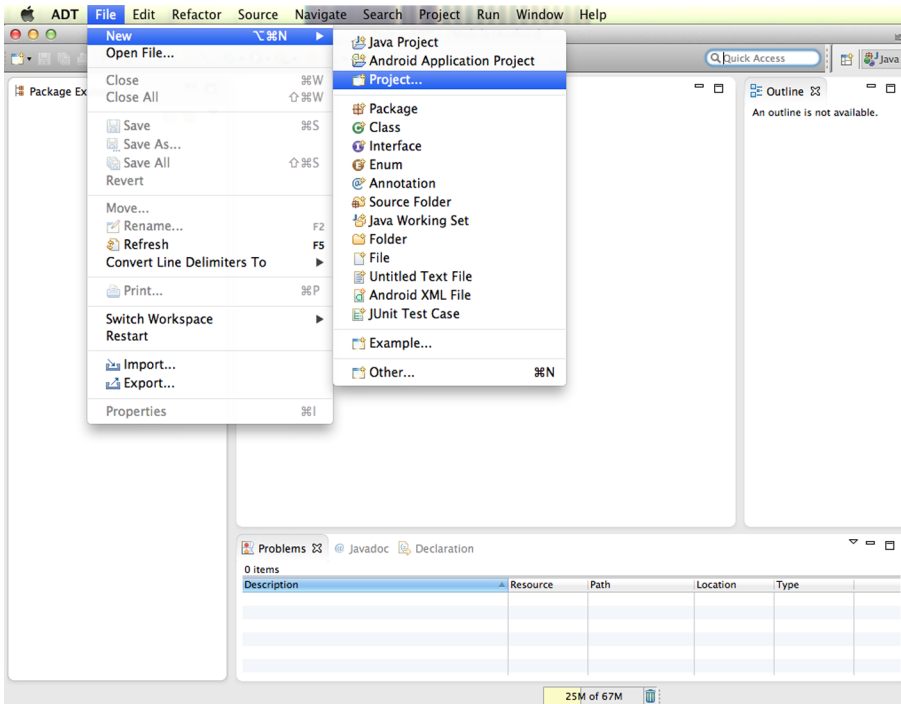 ADT File Edit Refactor Source Navigate Search Project Run Window Help
New ⌥⌘N ▶
Open File...
Close ⌘W
Close All ⇧⌘W
Save ⌘S
Save As...
Save All ⇧⌘S
Revert
Move...
Rename... F2
Refresh F5
Convert Line Delimiters To ▶
Print... ⌘P
Switch Workspace ▶
Restart
Import...
Export...
Properties ⌘I
Java Project
Android Application Project
Project...
Package
Class
Interface
Enum
Annotation
Source Folder
Java Working Set
Folder
File
Untitled Text File
Android XML File
JUnit Test Case
Example...
Other... ⌘N
Quick Access
Java
Package Ex
Outline
An outline is not available.
Problems @ Javadoc Declaration
0 items
Description Resource Path Location Type
25M of 67M